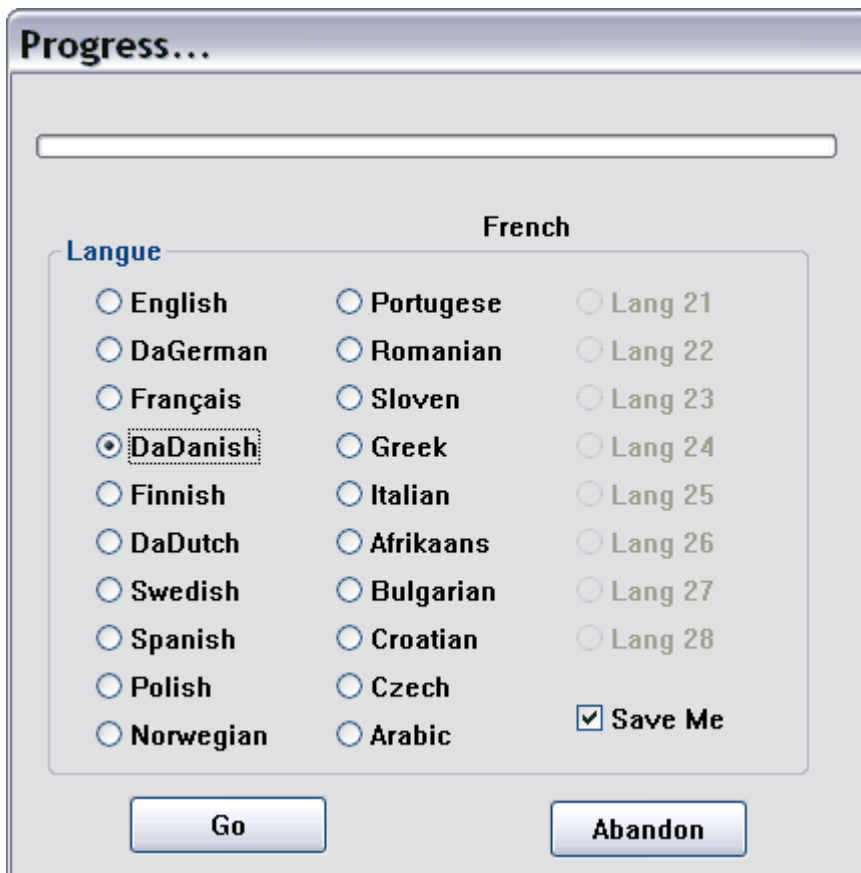 Progress...
French
Langue
English Portugese Lang 21
DaGerman Romanian Lang 22
Français Sloven Lang 23
DaDanish Greek Lang 24
Finnish Italian Lang 25
DaDutch Afrikaans Lang 26
Swedish Bulgarian Lang 27
Spanish Croatian Lang 28
Polish Czech
Save Me
Norwegian Arabic
Go Abandon